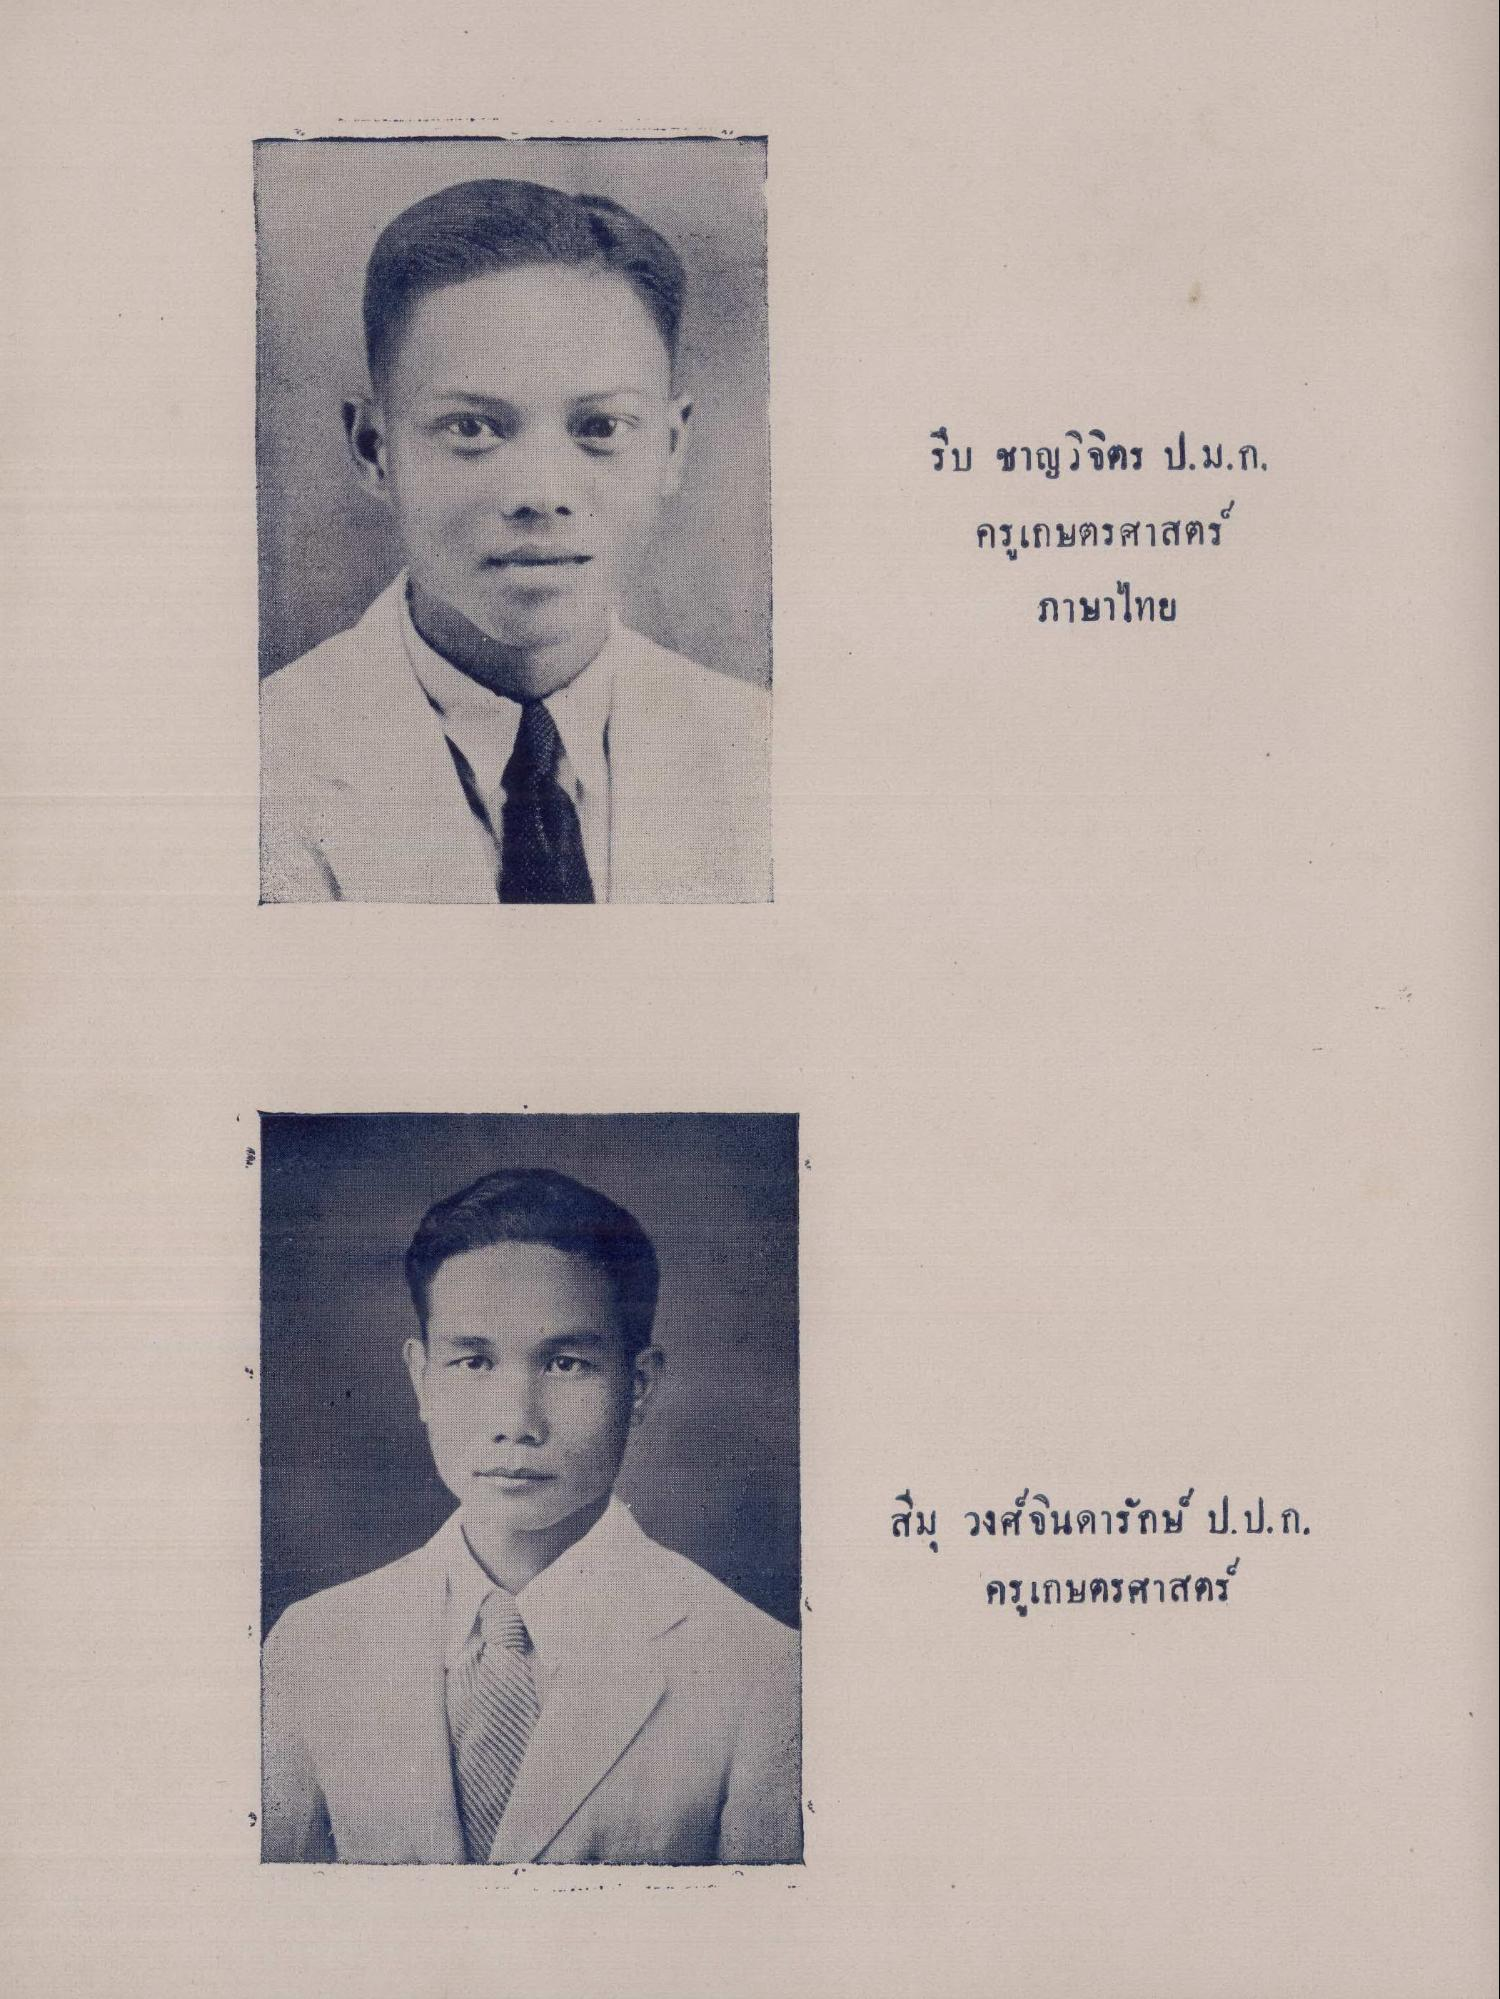 รีบ ชาญวิจิตร ป.ม.ก.
ครูเกษตรศาสตร์
ภาษาไทย
สีมุ วงศ์จินดารักษ์ ป.ป.ก.
ครูเกษตรศาสตร์